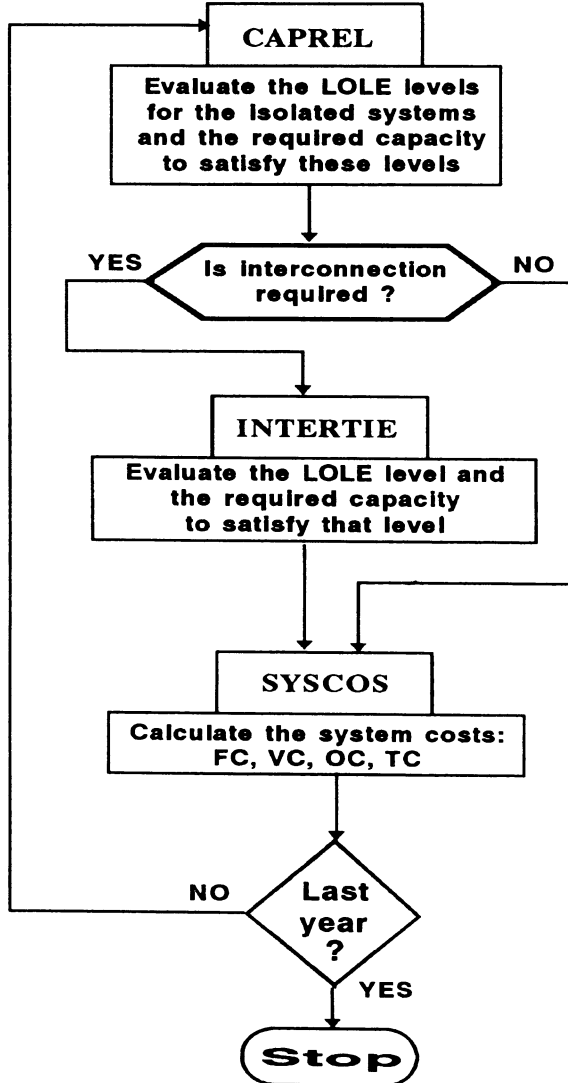 CAPREL
Evaluate the LOLE levels
for the isolated systems
and the required capacity
to satisfy these levels
YES
Is interconnection
required ?
NO
INTERTIE
Evaluate the LOLE level and
the required capacity
to satisfy that level
SYSCOS
Calculate the system costs:
FC, VC, OC, TC
NO
Last
year
?
YES
Stop